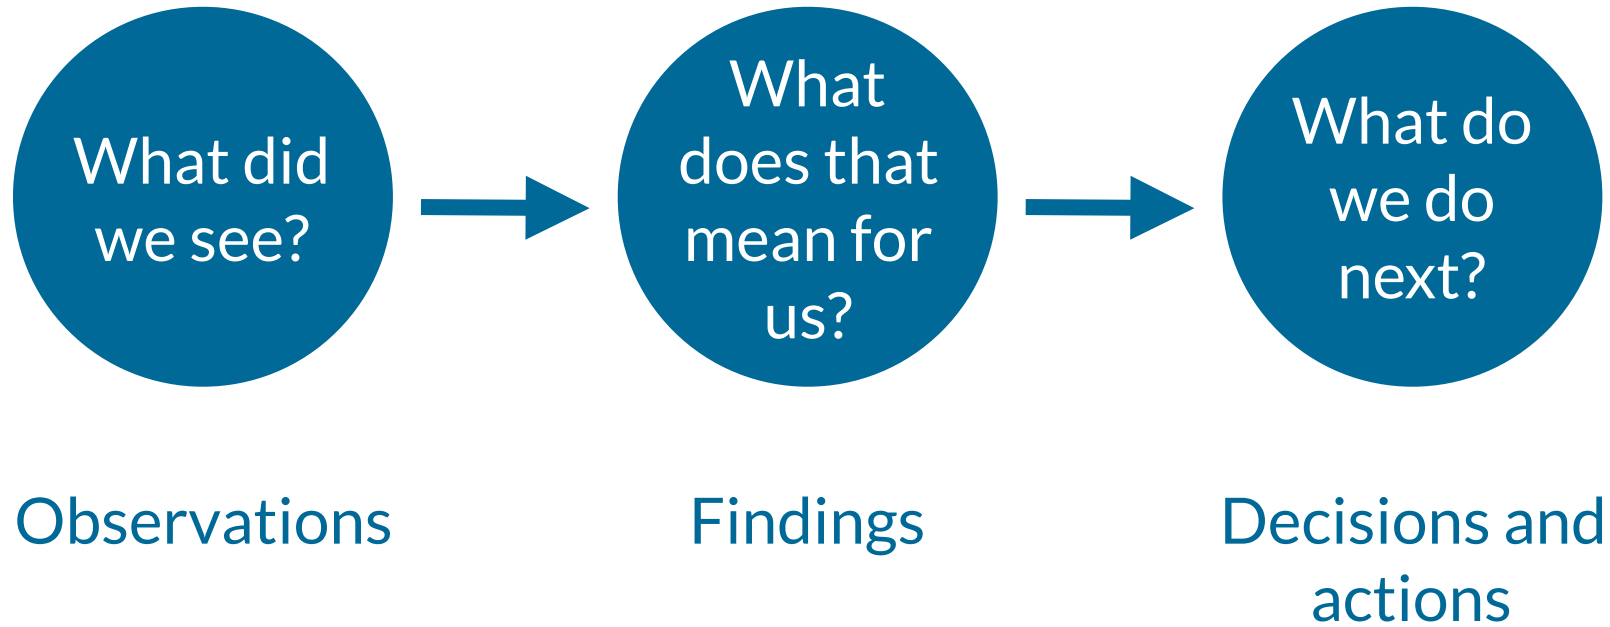 What did
we see?
What
does that
mean for
us?
What do
we do
next?
Observations
Findings
Decisions and
actions